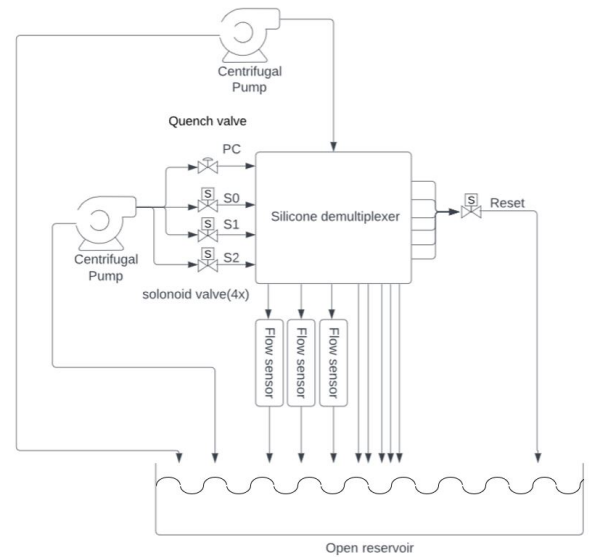 Centrifugal
Pump
Quench valve
PC
S
S0
Silicone demultiplexer
S
Reset
S
S1
Centrifugal
Pump
S
S2
solonoid valve(4x)
Flow sensor
Flow sensor
Flow sensor
Open reservoir